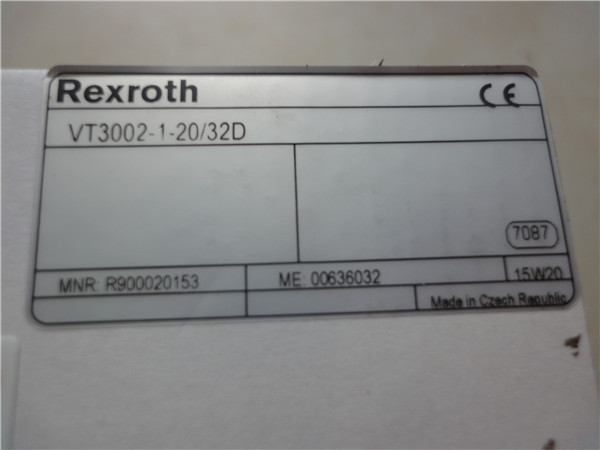 Rexroth CE
VT3002-1-20/32D
7087
MNR: R900020153 ME: 00636032 15W20
Made in Czech Republic